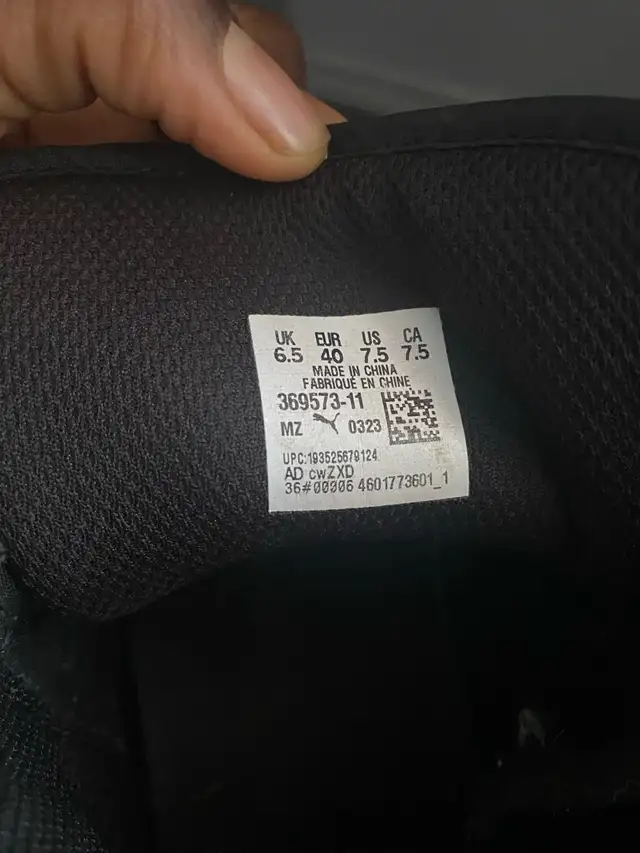 UK EUR US CA
6.5 40 7.5 7.5
MADE IN CHINA
FABRIQUÉ EN CHINE
369573-11
MZ 0323
UPC:193525679124
AD cwZXD
36#00006 4601773601_1